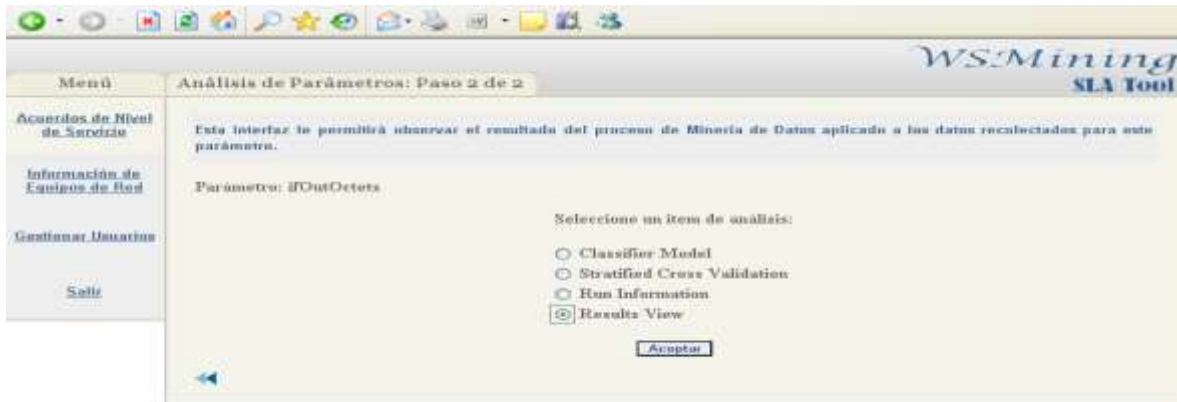 WSMining
SLA Tool
Menú
Análisis de Parámetros: Paso 2 de 2
Acuerdos de Nivel
de Servicio
Información de
Equipos de Red
Gestionar Usuarios
Salir
Esta interfaz le permitirá observar el resultado del proceso de Minería de Datos aplicado a los datos recolectados para este
parámetro.
Parámetro: ifOutOctets
Seleccione un item de análisis:
Classifier Model
Stratified Cross Validation
Run Information
Results View
Aceptar